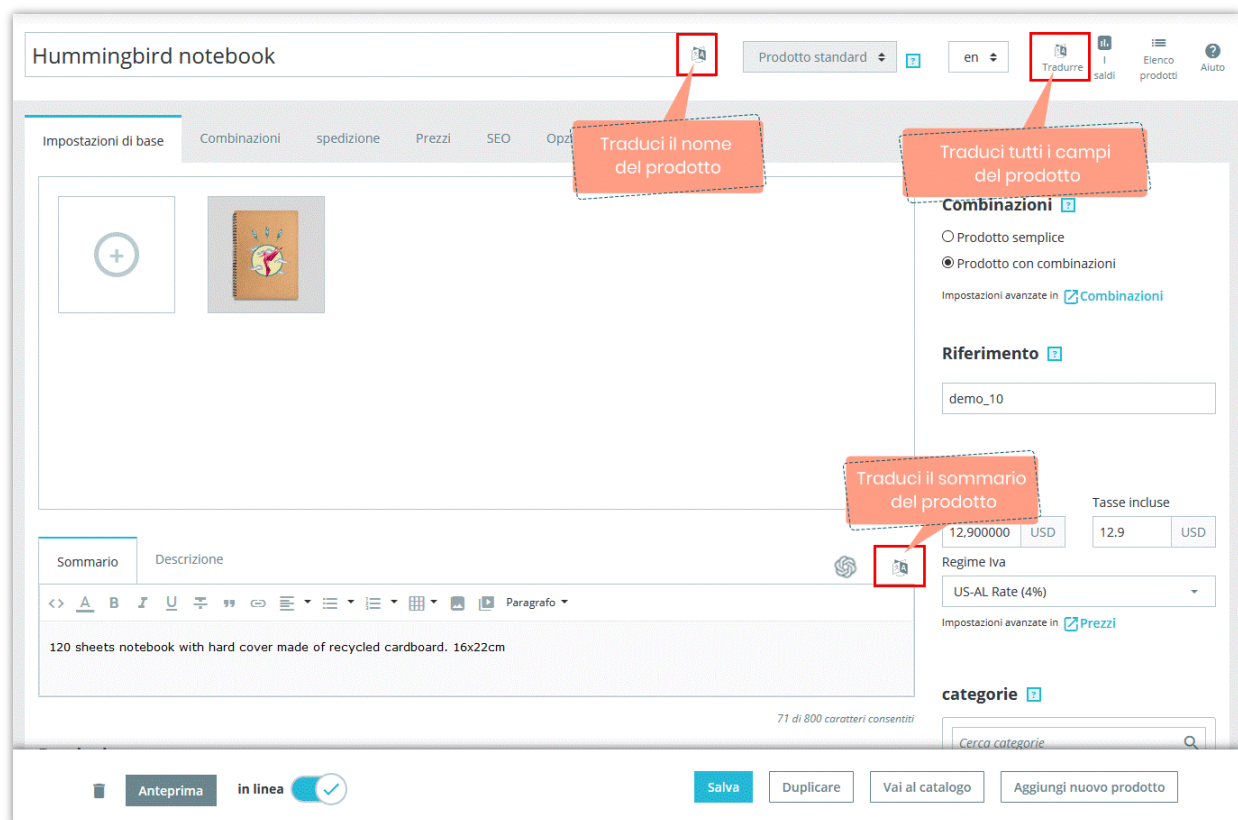 Hummingbird notebook
Prodotto standard
?
en
Tradurre
I
saldi
Elenco
prodotti
?
Aiuto
Impostazioni di base
Combinazioni
spedizione
Prezzi
SEO
Traduci il nome
del prodotto
Traduci tutti i campi
del prodotto
Combinazioni ?
Prodotto semplice
Prodotto con combinazioni
Impostazioni avanzate in Combinazioni
Riferimento ?
demo_10
Traduci il sommario
del prodotto
Tasse incluse
12,900000 USD
12.9 USD
Regime Iva
US-AL Rate (4%)
Impostazioni avanzate in Prezzi
Sommario
Descrizione
<> A B I U
Paragrafo
120 sheets notebook with hard cover made of recycled cardboard. 16x22cm
71 di 800 caratteri consentiti
categorie ?
Cerca categorie
Anteprima
in linea
Salva
Duplicare
Vai al catalogo
Aggiungi nuovo prodotto